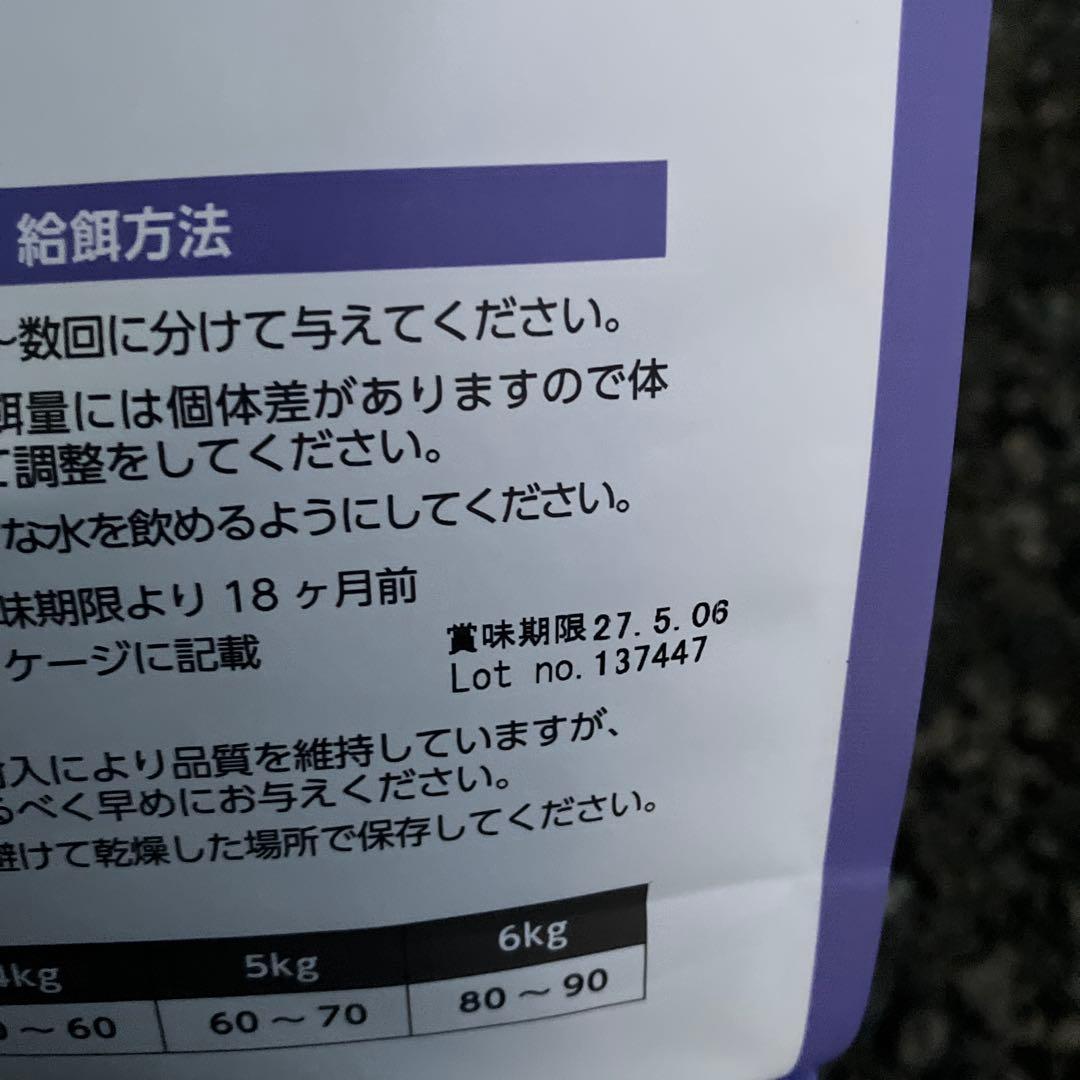 給餌方法
～数回に分けて与えてください。
餌量には個体差がありますので体
て調整をしてください。
な水を飲めるようにしてください。
味期限より 18 ヶ月前
ケージに記載
賞味期限27.5.06
Lot no.137447
輸入により品質を維持していますが、
るべく早めにお与えください。
避けて乾燥した場所で保存してください。
4kg 5kg 6kg
～60 60～70 80～90